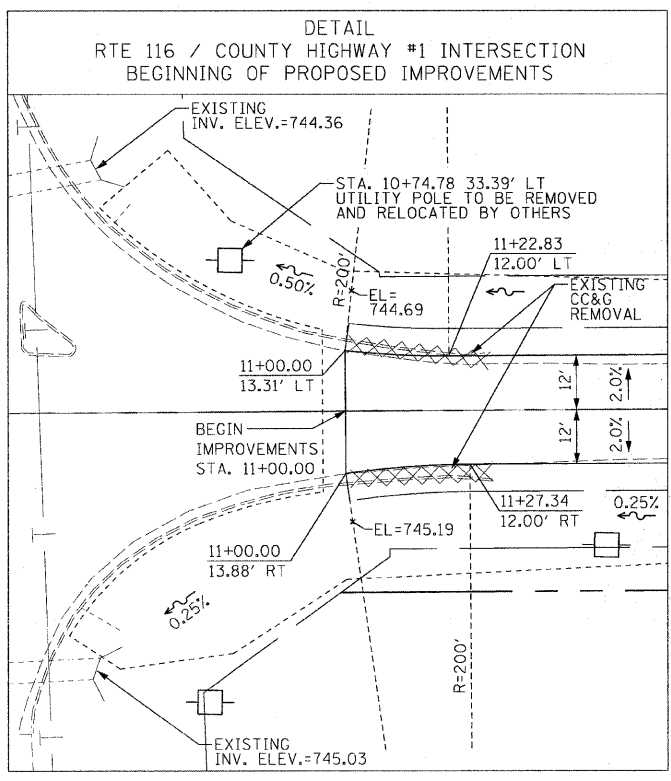 DETAIL
RTE 116 / COUNTY HIGHWAY #1 INTERSECTION
BEGINNING OF PROPOSED IMPROVEMENTS
EXISTING
INV. ELEV.=744.36
STA. 10+74.78 33.39' LT
UTILITY POLE TO BE REMOVED
AND RELOCATED BY OTHERS
11+22.83
12.00' LT
0.50%
R=200'
EL=
744.69
EXISTING
CC&G
REMOVAL
11+00.00
13.31' LT
12'
2.0%
BEGIN
IMPROVEMENTS
STA. 11+00.00
12'
2.0%
11+27.34
12.00' RT
0.25%
EL=745.19
11+00.00
13.88' RT
0.25%
R=200'
EXISTING
INV. ELEV.=745.03